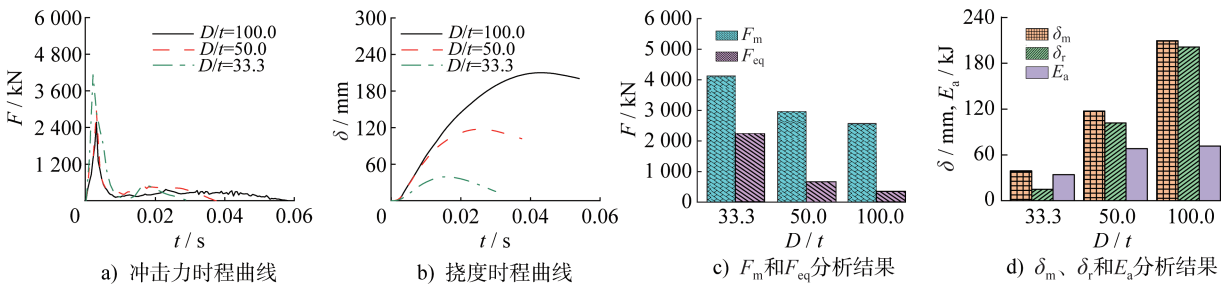 6 000
4 800
3 600
2 400
1 200
0
0.02
0.04
0.06
F / kN
t / s
D/t=100.0
D/t=50.0
D/t=33.3
a) 冲击力时程曲线
300
240
180
120
60
0
0.02
0.04
0.06
δ / mm
t / s
D/t=100.0
D/t=50.0
D/t=33.3
b) 挠度时程曲线
6 000
5 000
4 000
3 000
2 000
1 000
0
33.3
50.0
100.0
F / kN
D / t
Fm
Feq
c) Fm和Feq分析结果
240
180
120
60
0
33.3
50.0
100.0
δ / mm, Ea / kJ
D / t
δm
δr
Ea
d) δm、δr和Ea分析结果